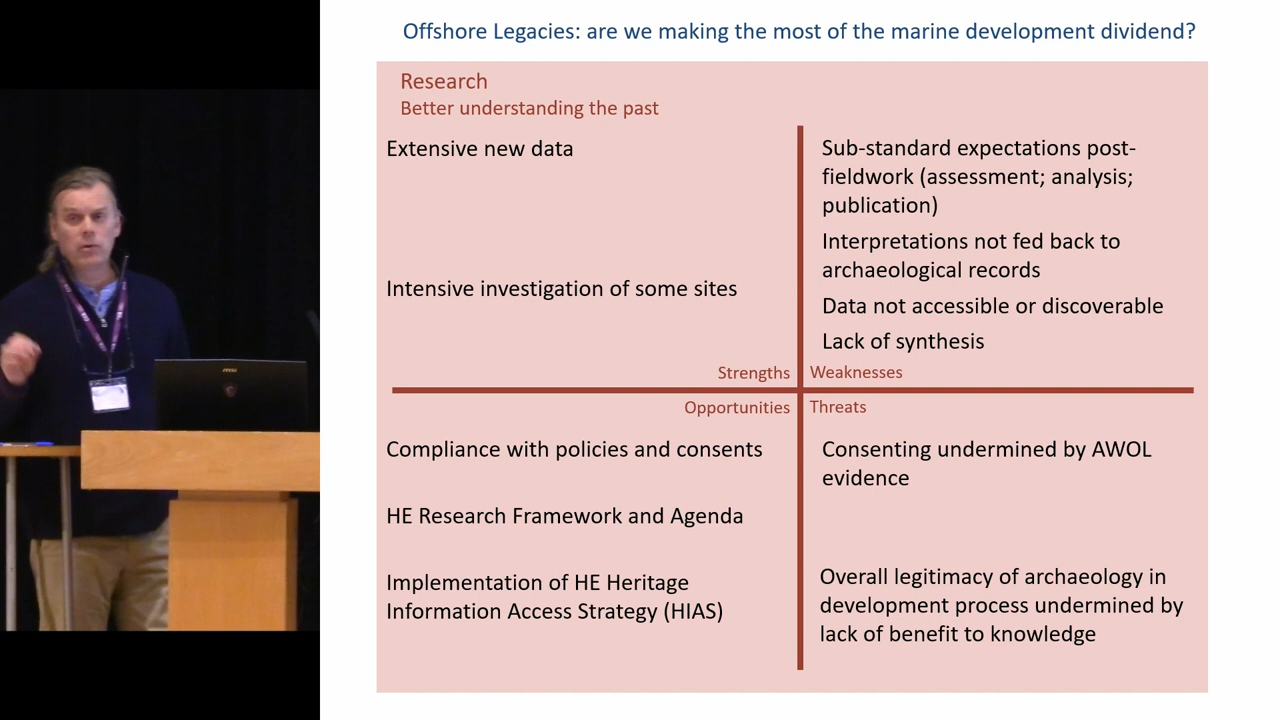 Offshore Legacies: are we making the most of the marine development dividend?
Research
Better understanding the past
Extensive new data
Intensive investigation of some sites
Strengths
Sub-standard expectations post-
fieldwork (assessment; analysis;
publication)
Interpretations not fed back to
archaeological records
Data not accessible or discoverable
Lack of synthesis
Weaknesses
Opportunities
Compliance with policies and consents
HE Research Framework and Agenda
Implementation of HE Heritage
Information Access Strategy (HIAS)
Threats
Consenting undermined by AWOL
evidence
Overall legitimacy of archaeology in
development process undermined by
lack of benefit to knowledge
msi